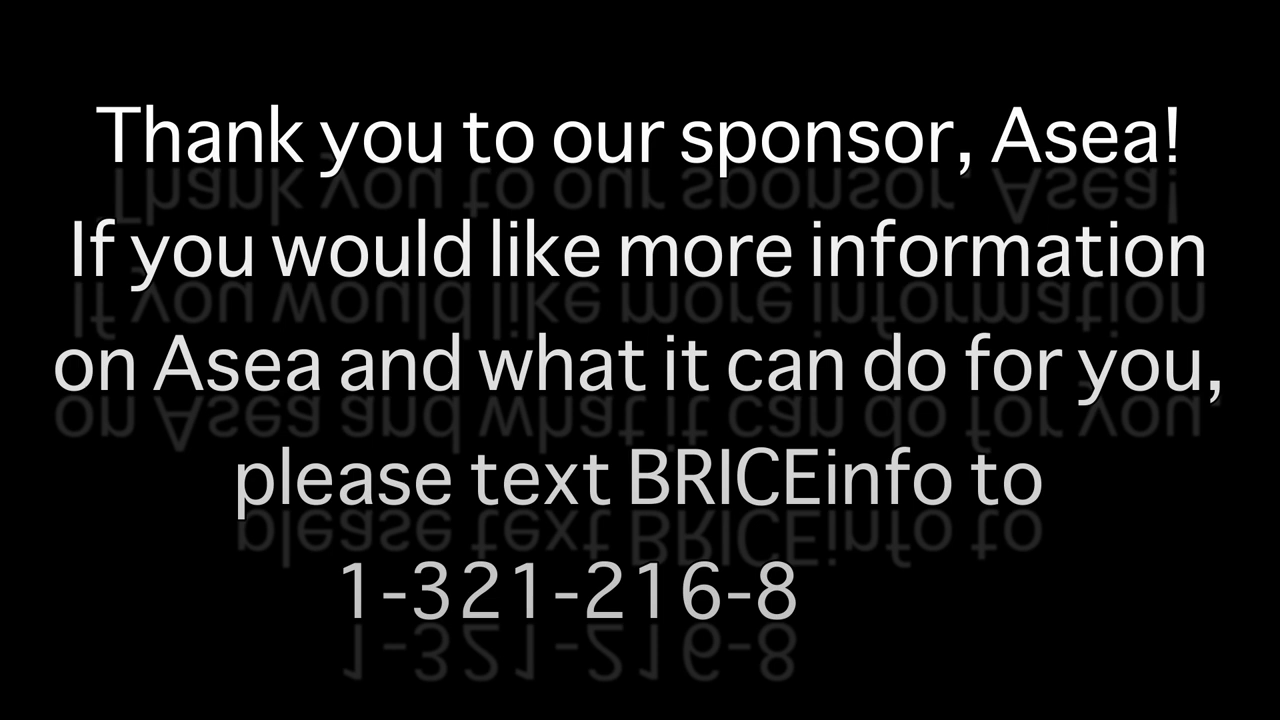 Thank you to our sponsor, Asea!
If you would like more information
on Asea and what it can do for you,
please text BRICEinfo to
1-321-216-8